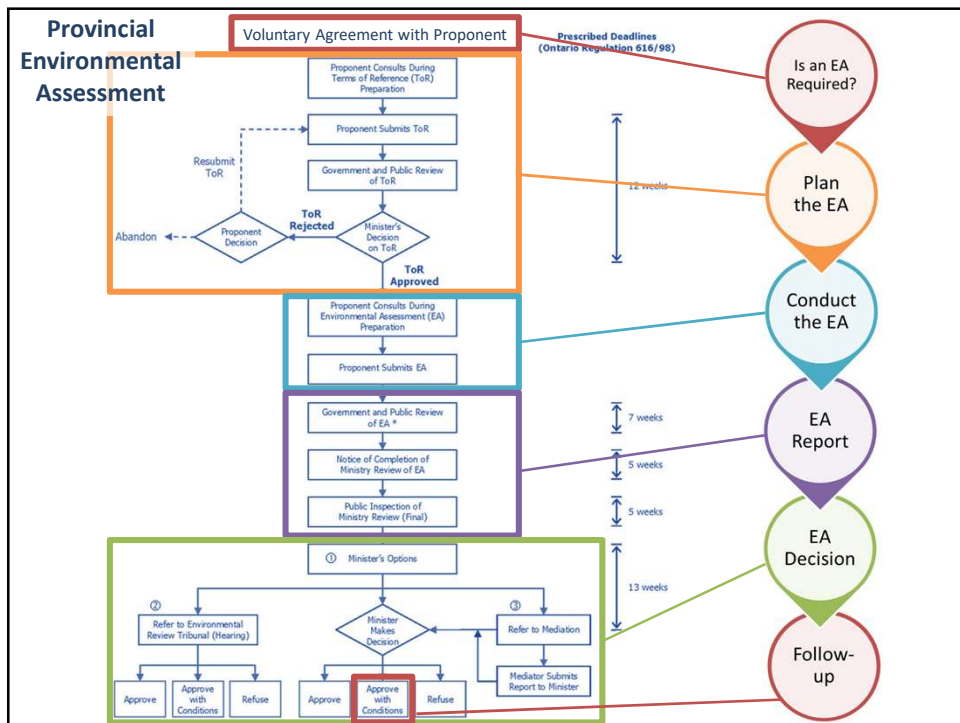 Provincial
Environmental
Assessment
Voluntary Agreement with Proponent
Prescribed Deadlines
(Ontario Regulation 616/98)
Proponent Consults During
Terms of Reference (ToR)
Preparation
Proponent Submits ToR
Resubmit
ToR
Government and Public Review
of ToR
12 weeks
ToR
Rejected
Abandon
Proponent
Decision
Minister's
Decision
on ToR
ToR
Approved
Proponent Consults During
Environmental Assessment (EA)
Preparation
Proponent Submits EA
Government and Public Review
of EA *
7 weeks
Notice of Completion of
Ministry Review of EA
5 weeks
Public Inspection of
Ministry Review (Final)
5 weeks
① Minister's Options
13 weeks
②
Refer to Environmental
Review Tribunal (Hearing)
Minister
Makes
Decision
③
Refer to Mediation
Mediator Submits
Report to Minister
Approve
Approve
with
Conditions
Refuse
Approve
Approve
with
Conditions
Refuse
Is an EA
Required?
Plan
the EA
Conduct
the EA
EA
Report
EA
Decision
Follow-
up